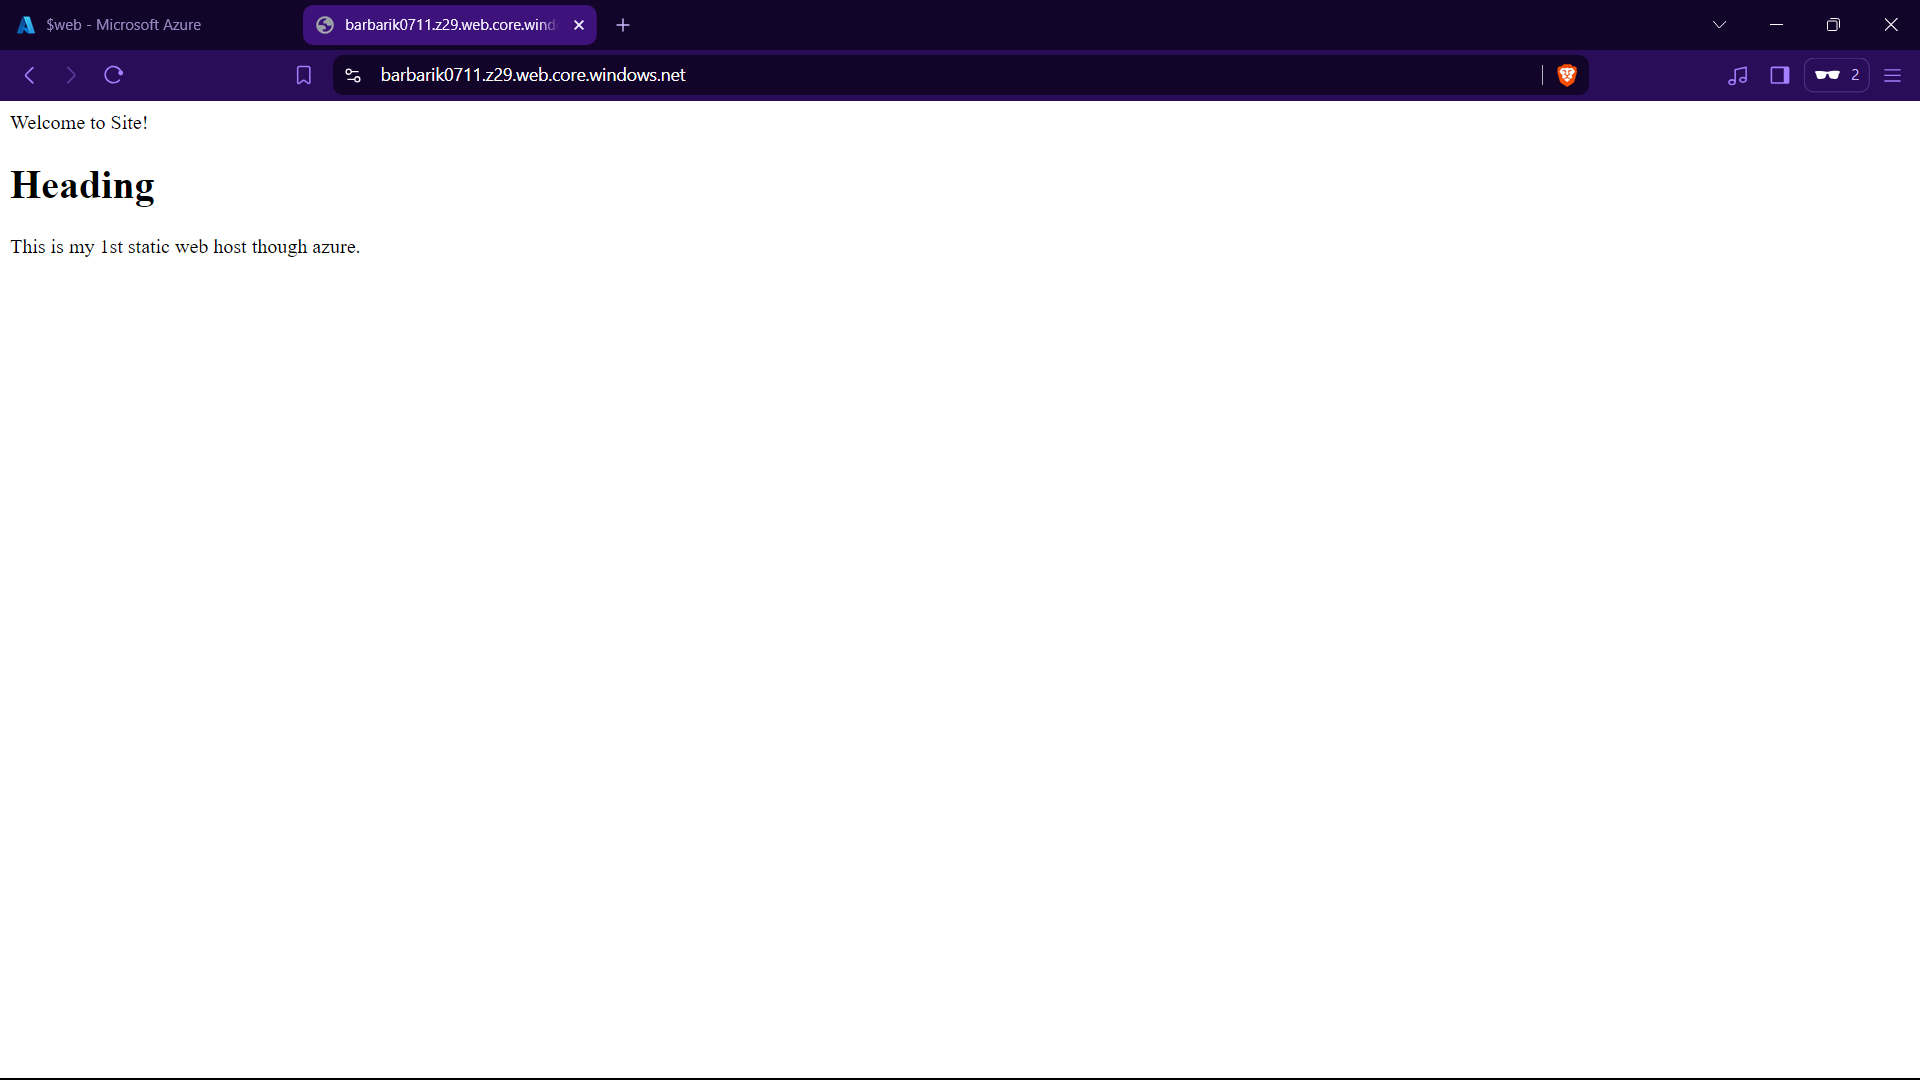 $web - Microsoft Azure
barbarik0711.z29.web.core.wind
barbarik0711.z29.web.core.windows.net
2
Welcome to Site!
Heading
This is my 1st static web host though azure.